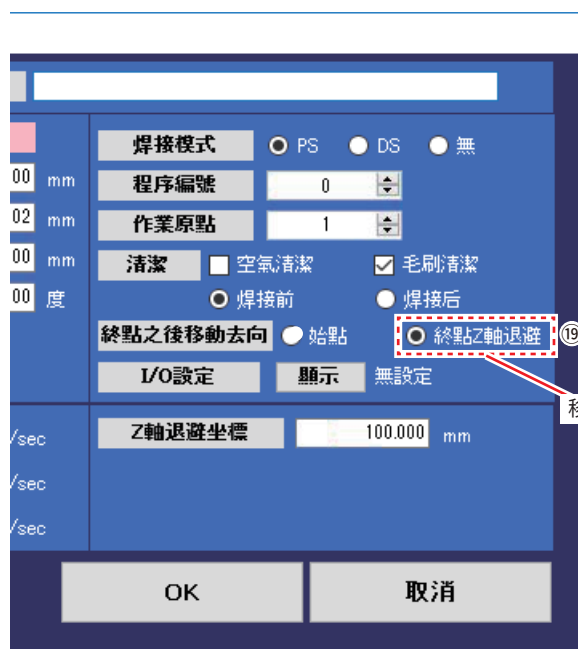 焊接模式 PS DS 無
00 mm 程序編號 0
02 mm 作業原點 1
00 mm 清潔 空氣清潔 毛刷清潔
00 度 焊接前 焊接后
終點之後移動去向 始點 終點Z軸退避 ⑲
I/O設定 顯示 無設定
移
/sec Z軸退避坐標 100.000 mm
/sec
/sec
OK 取消